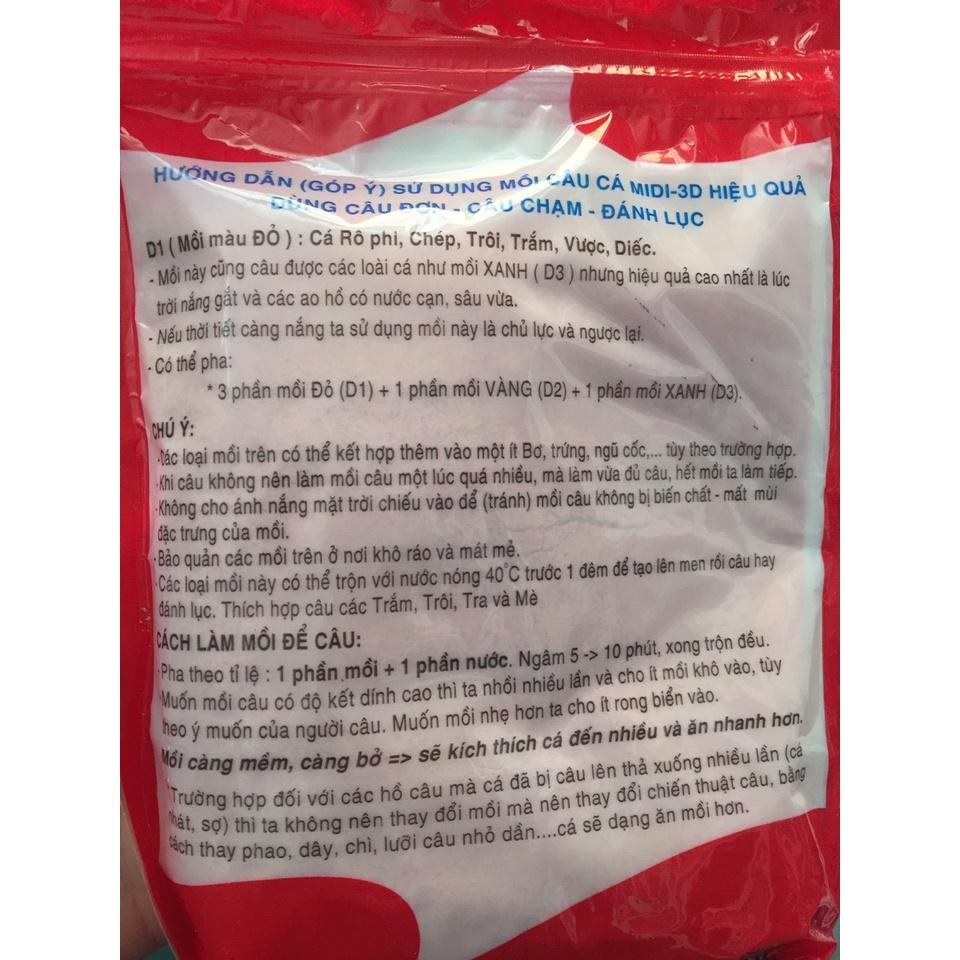 HƯỚNG DẪN (GÓP Ý) SỬ DỤNG MỒI CÂU CÁ MIDI-3D HIỆU QUẢ
DÙNG CÂU ĐƠN - CÂU CHẠM - ĐÁNH LỤC
D1 ( Mồi màu ĐỎ ) : Cá Rô phi, Chép, Trôi, Trắm, Vược, Diếc.
- Mồi này cũng câu được các loài cá như mồi XANH ( D3 ) nhưng hiệu quả cao nhất là lúc
trời nắng gắt và các ao hồ có nước cạn, sâu vừa.
- Nếu thời tiết càng nắng ta sử dụng mồi này là chủ lực và ngược lại.
- Có thể pha:
* 3 phần mồi Đỏ (D1) + 1 phần mồi VÀNG (D2) + 1 phần mồi XANH (D3).
CHÚ Ý:
-Các loại mồi trên có thể kết hợp thêm vào một ít Bơ, trứng, ngũ cốc,... tùy theo trường hợp.
-Khi câu không nên làm mồi câu một lúc quá nhiều, mà làm vừa đủ câu, hết mồi ta làm tiếp.
-Không cho ánh nắng mặt trời chiếu vào để (tránh) mồi câu không bị biến chất - mất mùi
đặc trưng của mồi.
-Bảo quản các mồi trên ở nơi khô ráo và mát mẻ.
-Các loại mồi này có thể trộn với nước nóng 40°C trước 1 đêm để tạo lên men rồi câu hay
đánh lục. Thích hợp câu các Trắm, Trôi, Tra và Mè
CÁCH LÀM MỒI ĐỂ CÂU:
-Pha theo tỉ lệ : 1 phần mồi + 1 phần nước. Ngâm 5 -> 10 phút, xong trộn đều.
-Muốn mồi câu có độ kết dính cao thì ta nhồi nhiều lần và cho ít mồi khô vào, tùy
theo ý muốn của người câu. Muốn mồi nhẹ hơn ta cho ít rong biển vào.
Mồi càng mềm, càng bở => sẽ kích thích cá đến nhiều và ăn nhanh hơn.
*Trường hợp đối với các hồ câu mà cá đã bị câu lên thả xuống nhiều lần (cá
nhát, sợ) thì ta không nên thay đổi mồi mà nên thay đổi chiến thuật câu, bằng
cách thay phao, dây, chì, lưỡi câu nhỏ dần....cá sẽ dạng ăn mồi hơn.